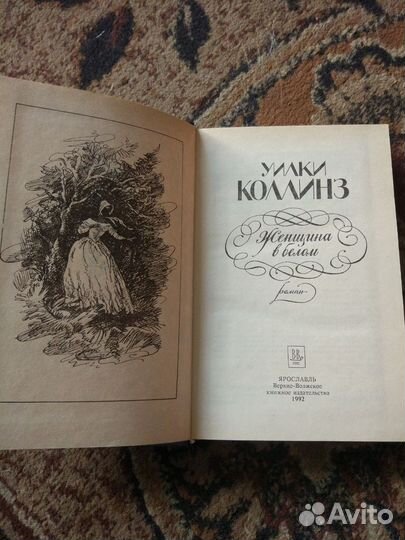 УИЛКИ
КОЛЛИНЗ
Женщина
в белом
роман
ЯРОСЛАВЛЬ
Верхне-Волжское
книжное издательство
1992
Avito